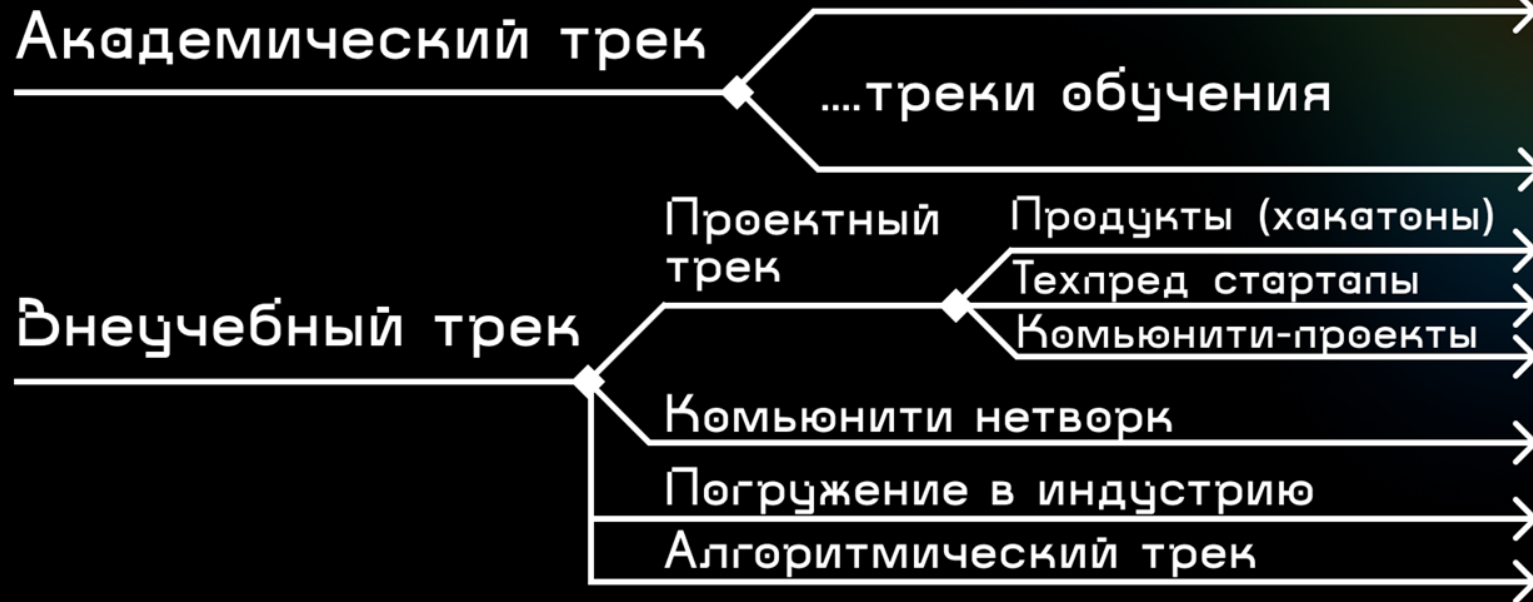 Академический трек
....треки обучения
Проектный
трек
Продукты (хакатоны)
Техпред стартапы
Комьюнити-проекты
Внеучебный трек
Комьюнити нетворк
Погружение в индустрию
Алгоритмический трек